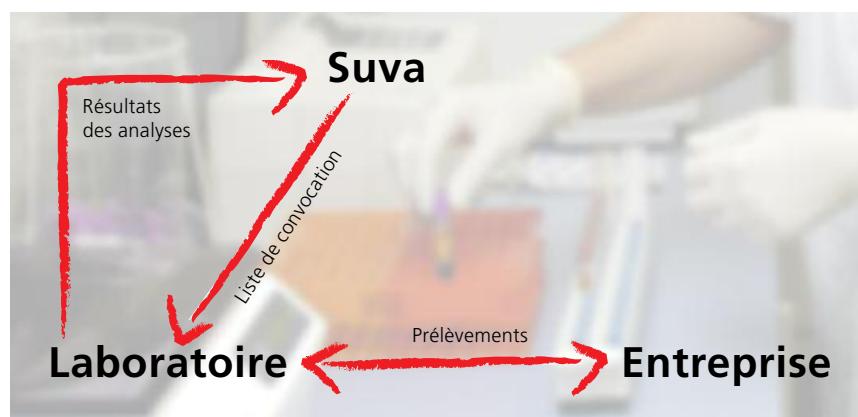 Suva
Résultats
des analyses
Liste de convocation
Prélèvements
Laboratoire
Entreprise